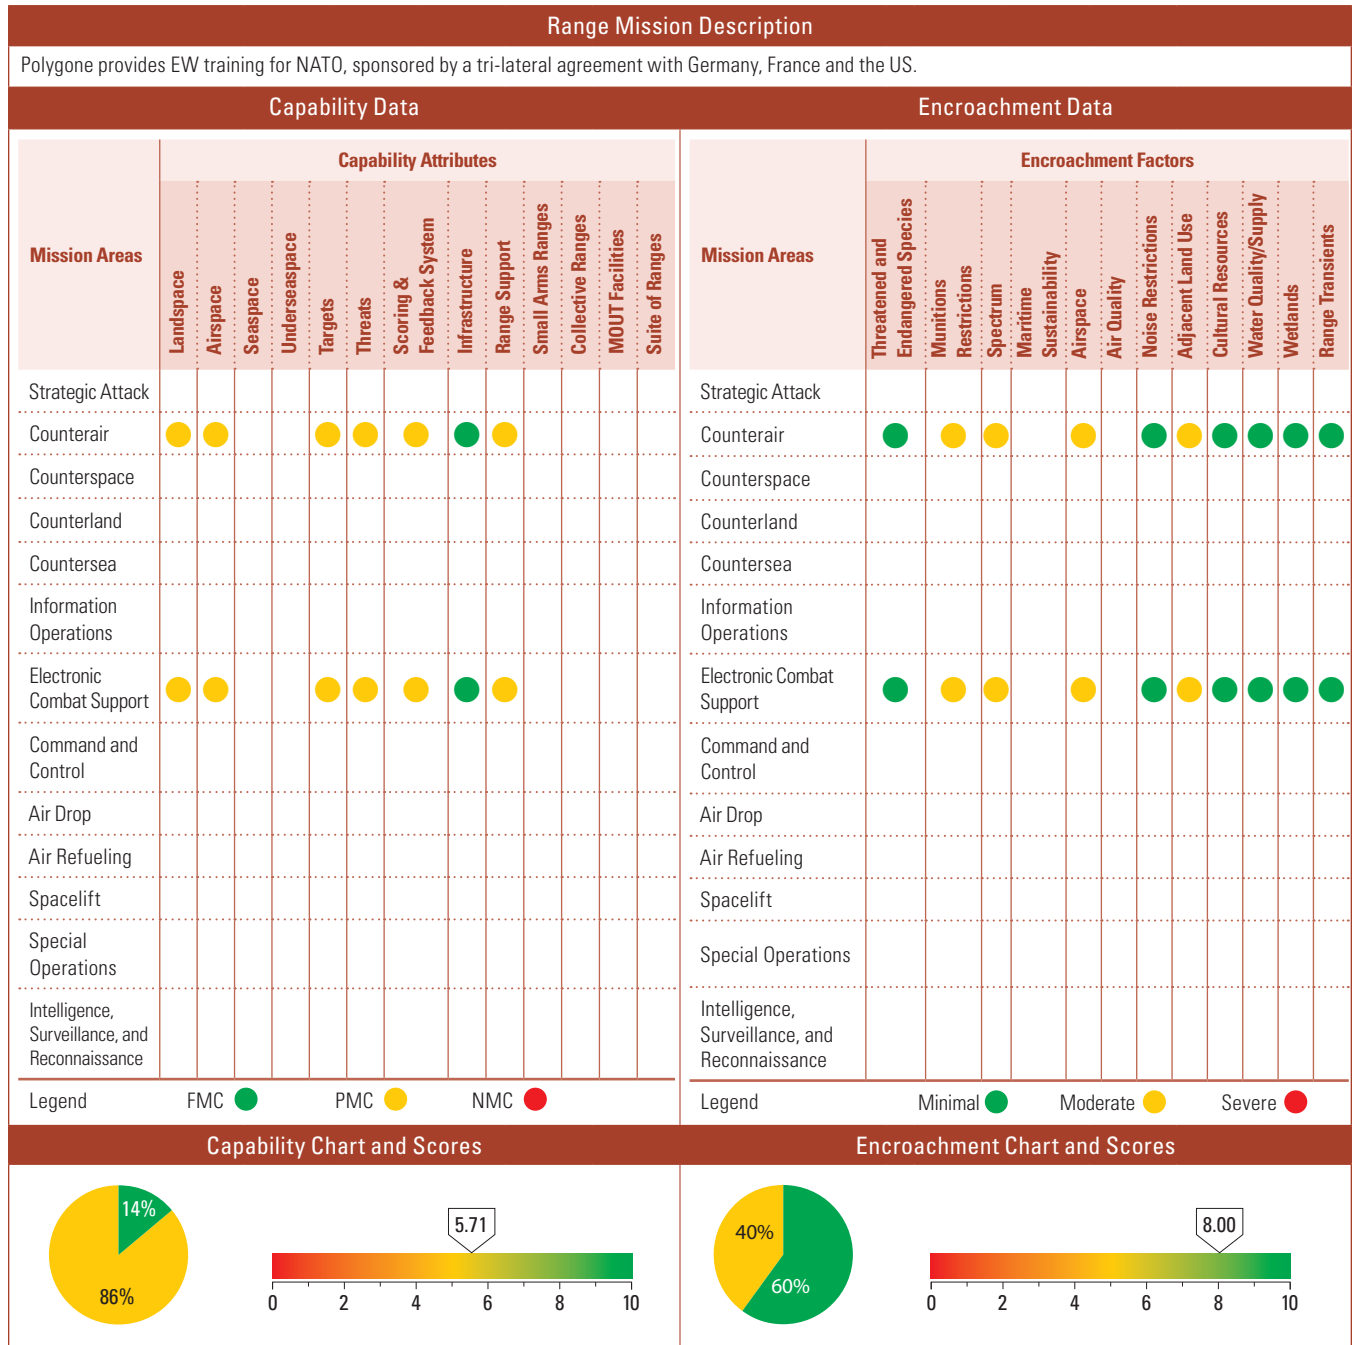 Range Mission Description
Polygone provides EW training for NATO, sponsored by a tri-lateral agreement with Germany, France and the US.
Capability Data
Capability Attributes
Mission Areas
Landspace
Airspace
Seaspace
Underseaspace
Targets
Threats
Scoring &
Feedback System
Infrastructure
Range Support
Small Arms Ranges
Collective Ranges
MOUT Facilities
Suite of Ranges
Strategic Attack
Counterair
Counterspace
Counterland
Countersea
Information
Operations
Electronic
Combat Support
Command and
Control
Air Drop
Air Refueling
Spacelift
Special
Operations
Intelligence,
Surveillance, and
Reconnaissance
Legend FMC PMC NMC
Encroachment Data
Encroachment Factors
Mission Areas
Threatened and
Endangered Species
Munitions
Restrictions
Spectrum
Maritime
Sustainability
Airspace
Air Quality
Noise Restrictions
Adjacent Land Use
Cultural Resources
Water Quality/Supply
Wetlands
Range Transients
Strategic Attack
Counterair
Counterspace
Counterland
Countersea
Information
Operations
Electronic Combat
Support
Command and
Control
Air Drop
Air Refueling
Spacelift
Special Operations
Intelligence,
Surveillance, and
Reconnaissance
Legend Minimal Moderate Severe
Capability Chart and Scores
14%
86%
5.71
0 2 4 6 8 10
Encroachment Chart and Scores
40%
60%
8.00
0 2 4 6 8 10